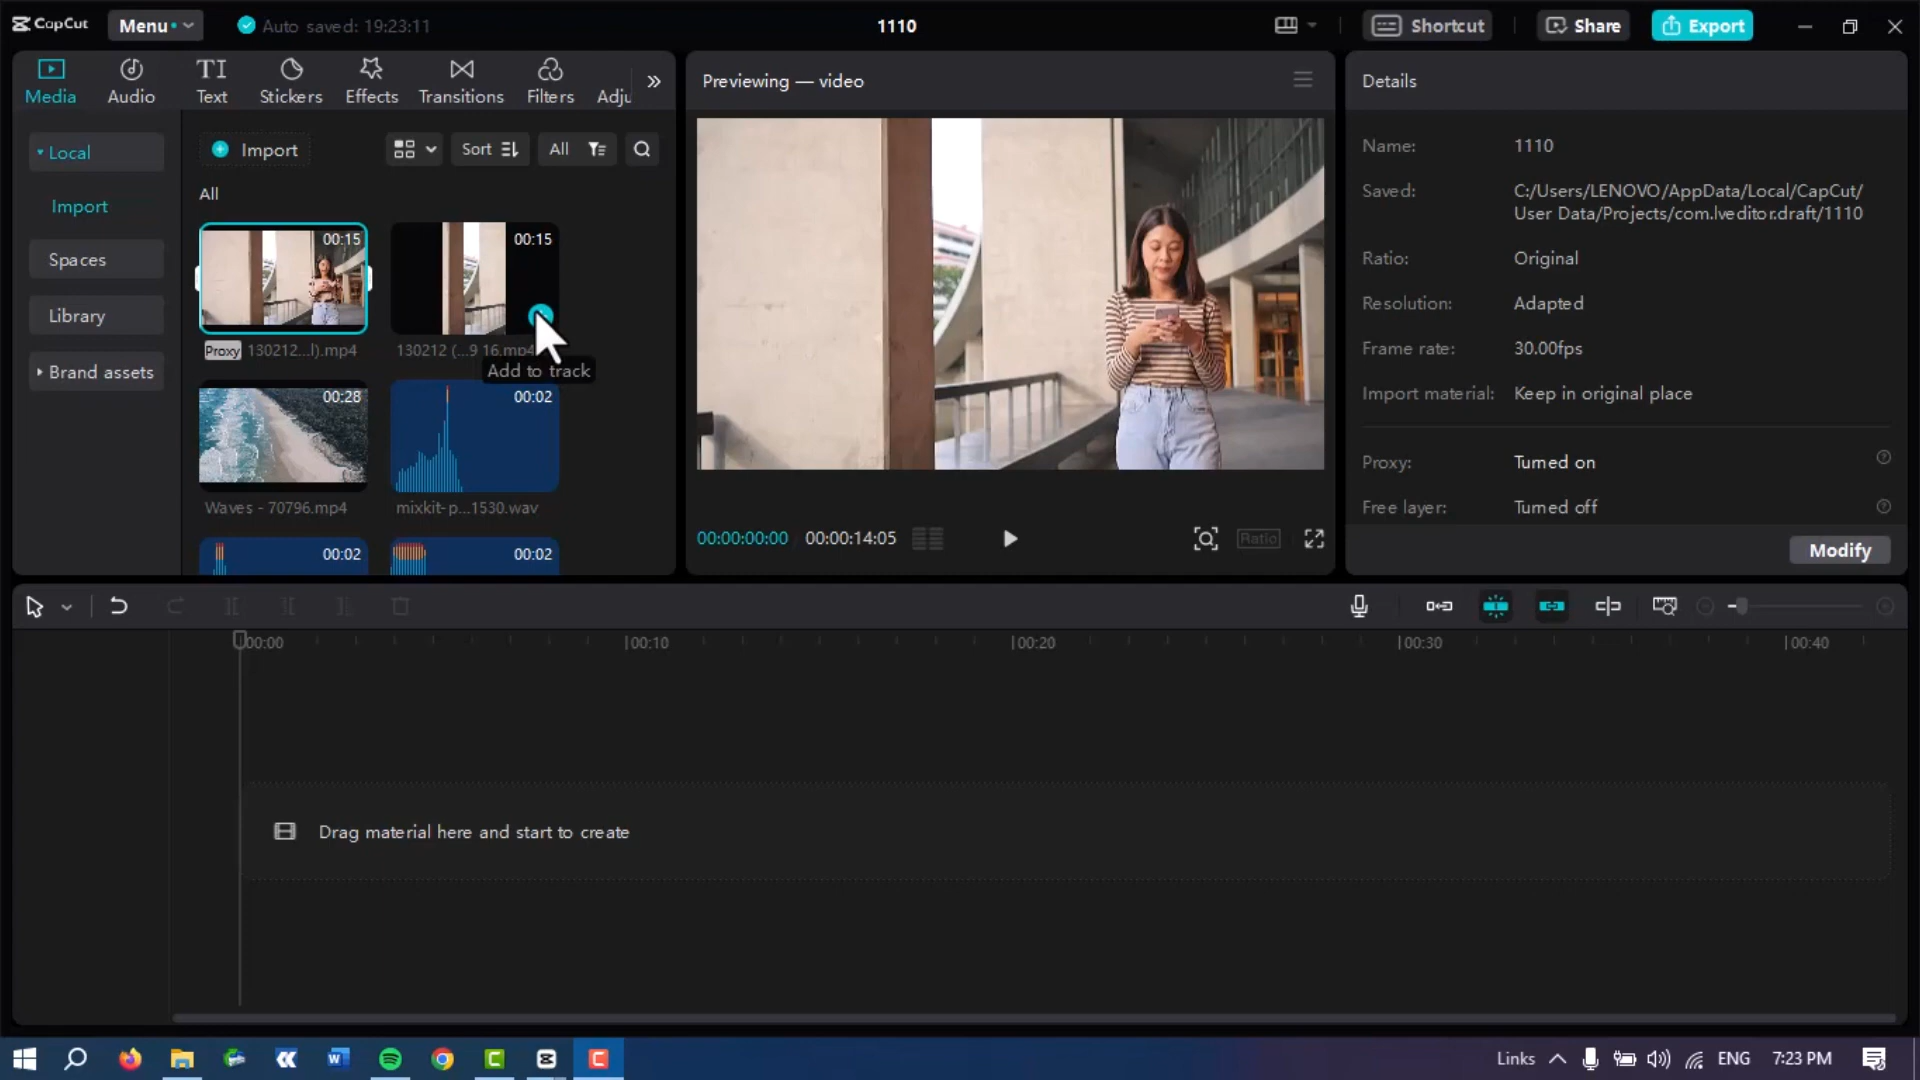 CapCut
Menu
Auto saved: 19:23:11
1110
Shortcut
Share
Export
Media
Audio
TI
Text
Stickers
Effects
Transitions
Filters
Adju
Previewing — video
Details
Local
Import
Spaces
Library
Brand assets
Import
Sort
All
All
00:15
Proxy
130212...l).mp4
00:15
130212 (...9 16.mp4
Add to track
00:28
Waves - 70796.mp4
00:02
mixkit-p...1530.wav
00:02
00:02
00:00:00:00
00:00:14:05
Ratio
Name: 1110
Saved: C:/Users/LENOVO/AppData/Local/CapCut/
User Data/Projects/com.lveditor.draft/1110
Ratio: Original
Resolution: Adapted
Frame rate: 30.00fps
Import material: Keep in original place
Proxy: Turned on
Free layer: Turned off
Modify
00:00
00:10
00:20
00:30
00:40
Drag material here and start to create
Links
ENG
7:23 PM